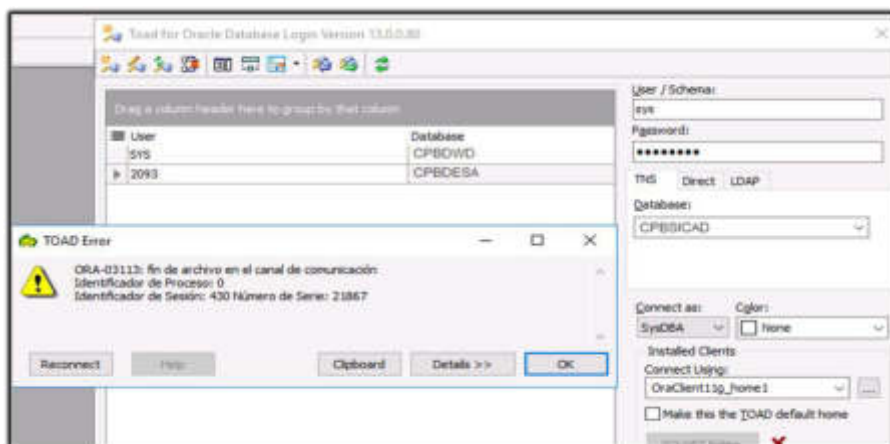 Toad for Oracle Database Login Version 13.0.0.80
Drag a column header here to group by that column
User Database
SYS CPBDWD
2093 CPBDESA
User / Schema:
sys
Password:
TNS Direct LDAP
Database:
CPBSICAD
TOAD Error
ORA-03113: fin de archivo en el canal de comunicación
Identificador de Proceso: 0
Identificador de Sesión: 430 Número de Serie: 21867
Reconnect Help Clipboard Details >> OK
Connect as: Color:
SysDBA None
Installed Clients
Connect Using:
OraClient11g_home1 ...
Make this the TOAD default home